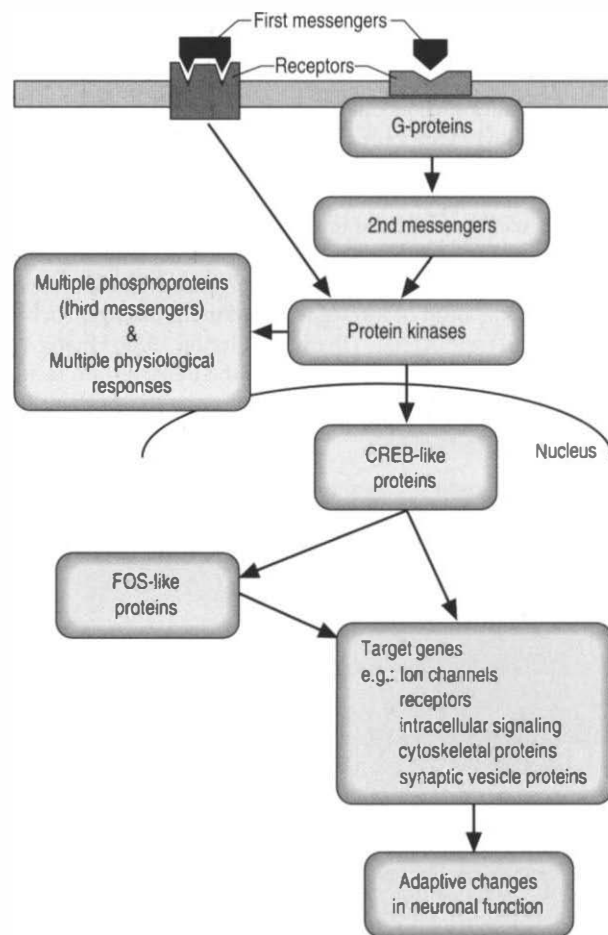 First messengers
Receptors
G-proteins
2nd messengers
Multiple phosphoproteins
(third messengers)
&
Multiple physiological
responses
Protein kinases
Nucleus
CREB-like
proteins
FOS-like
proteins
Target genes
e.g.: Ion channels
receptors
intracellular signaling
cytoskeletal proteins
synaptic vesicle proteins
Adaptive changes
in neuronal function